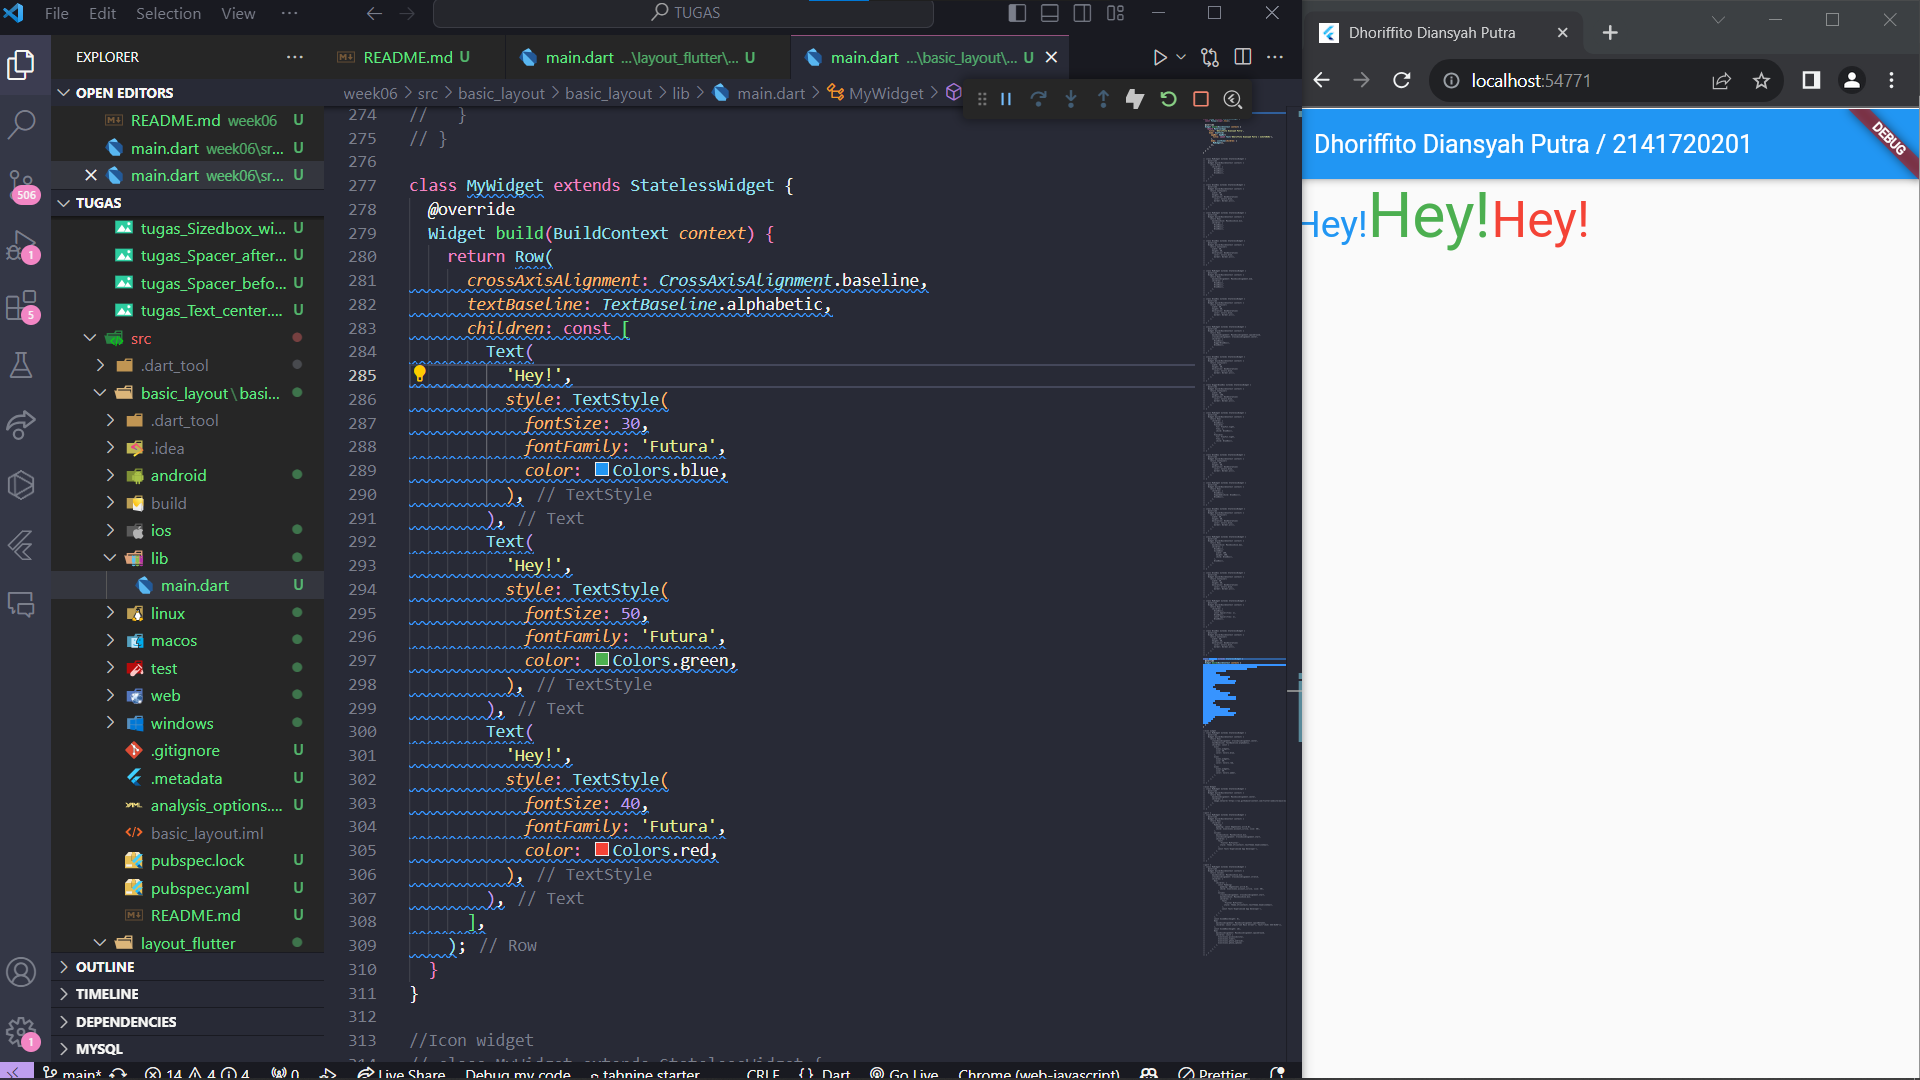 File Edit Selection View ··· TUGAS
EXPLORER ···
OPEN EDITORS
README.md week06 U
main.dart week06\sr... U
main.dart week06\sr... U
TUGAS
tugas_Sizedbox_wi... U
tugas_Spacer_after... U
tugas_Spacer_befo... U
tugas_Text_center.... U
src
.dart_tool
basic_layout\basi...
.dart_tool
.idea
android
build
ios
lib
main.dart U
linux
macos
test
web
windows
.gitignore U
.metadata U
analysis_options.... U
basic_layout.iml
pubspec.lock U
pubspec.yaml U
README.md U
layout_flutter
OUTLINE
TIMELINE
DEPENDENCIES
MYSQL
506
1
5
1
README.md U main.dart ...\layout_flutter\... U main.dart ...\basic_layout\... U
week06 > src > basic_layout > basic_layout > lib > main.dart > MyWidget >
274 //   }
275 // }
276
277 class MyWidget extends StatelessWidget {
278   @override
279   Widget build(BuildContext context) {
280     return Row(
281       crossAxisAlignment: CrossAxisAlignment.baseline,
282       textBaseline: TextBaseline.alphabetic,
283       children: const [
284         Text(
285           'Hey!',
286           style: TextStyle(
287             fontSize: 30,
288             fontFamily: 'Futura',
289             color: Colors.blue,
290           ), // TextStyle
291         ), // Text
292         Text(
293           'Hey!',
294           style: TextStyle(
295             fontSize: 50,
296             fontFamily: 'Futura',
297             color: Colors.green,
298           ), // TextStyle
299         ), // Text
300         Text(
301           'Hey!',
302           style: TextStyle(
303             fontSize: 40,
304             fontFamily: 'Futura',
305             color: Colors.red,
306           ), // TextStyle
307         ), // Text
308       ],
309     ); // Row
310   }
311 }
312
313 //Icon widget
314 // class MyWidget extends StatelessWidget {
main* 14 4 4 0 Live Share Debug my code tabnine starter CRLF {} Dart Go Live Chrome (web-javascript) Prettier
Dhoriffito Diansyah Putra
localhost:54771
Dhoriffito Diansyah Putra / 2141720201
DEBUG
Hey!Hey!Hey!